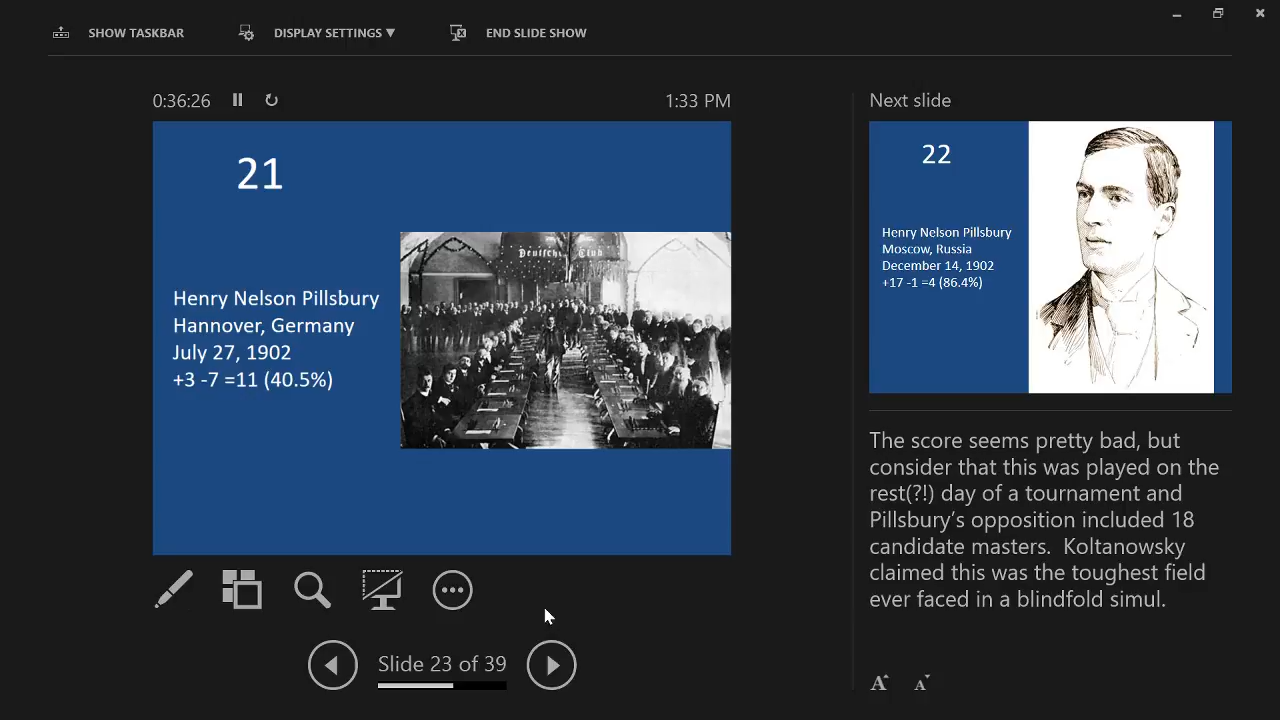 SHOW TASKBAR
DISPLAY SETTINGS ▼
END SLIDE SHOW
0:36:26
1:33 PM
21
Deutscher Club
Henry Nelson Pillsbury
Hannover, Germany
July 27, 1902
+3 -7 =11 (40.5%)
Slide 23 of 39
Next slide
22
Henry Nelson Pillsbury
Moscow, Russia
December 14, 1902
+17 -1 =4 (86.4%)
The score seems pretty bad, but
consider that this was played on the
rest(?!) day of a tournament and
Pillsbury’s opposition included 18
candidate masters.  Koltanowsky
claimed this was the toughest field
ever faced in a blindfold simul.
A A